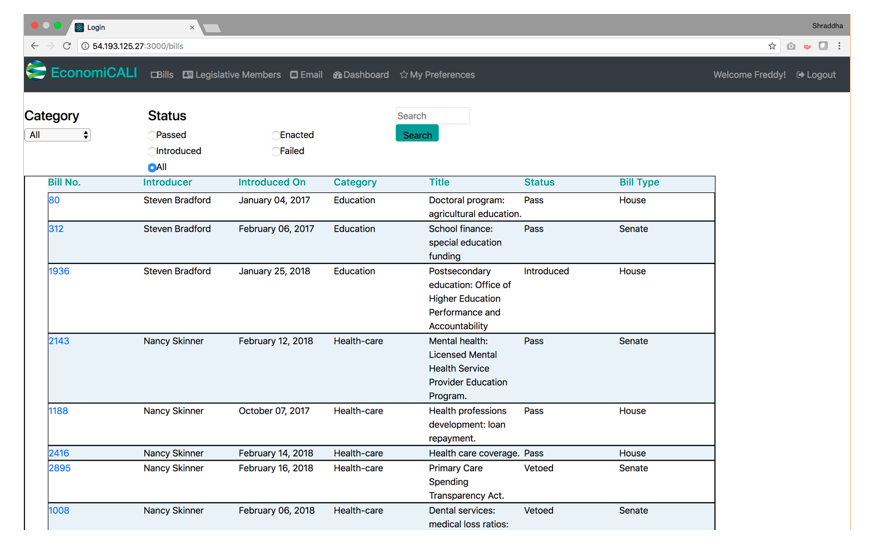 Login
Shraddha
54.193.125.27:3000/bills
EconomiCALI Bills Legislative Members Email Dashboard My Preferences Welcome Freddy! Logout
Category Status Search
All Passed Enacted Search
Introduced Failed
All
Bill No. Introducer Introduced On Category Title Status Bill Type
80 Steven Bradford January 04, 2017 Education Doctoral program: Pass House
agricultural education.
312 Steven Bradford February 06, 2017 Education School finance: Pass Senate
special education
funding
1936 Steven Bradford January 25, 2018 Education Postsecondary Introduced House
education: Office of
Higher Education
Performance and
Accountability
2143 Nancy Skinner February 12, 2018 Health-care Mental health: Pass Senate
Licensed Mental
Health Service
Provider Education
Program.
1188 Nancy Skinner October 07, 2017 Health-care Health professions Pass House
development: loan
repayment.
2416 Nancy Skinner February 14, 2018 Health-care Health care coverage. Pass House
2895 Nancy Skinner February 16, 2018 Health-care Primary Care Vetoed Senate
Spending
Transparency Act.
1008 Nancy Skinner February 06, 2018 Health-care Dental services: Vetoed Senate
medical loss ratios: